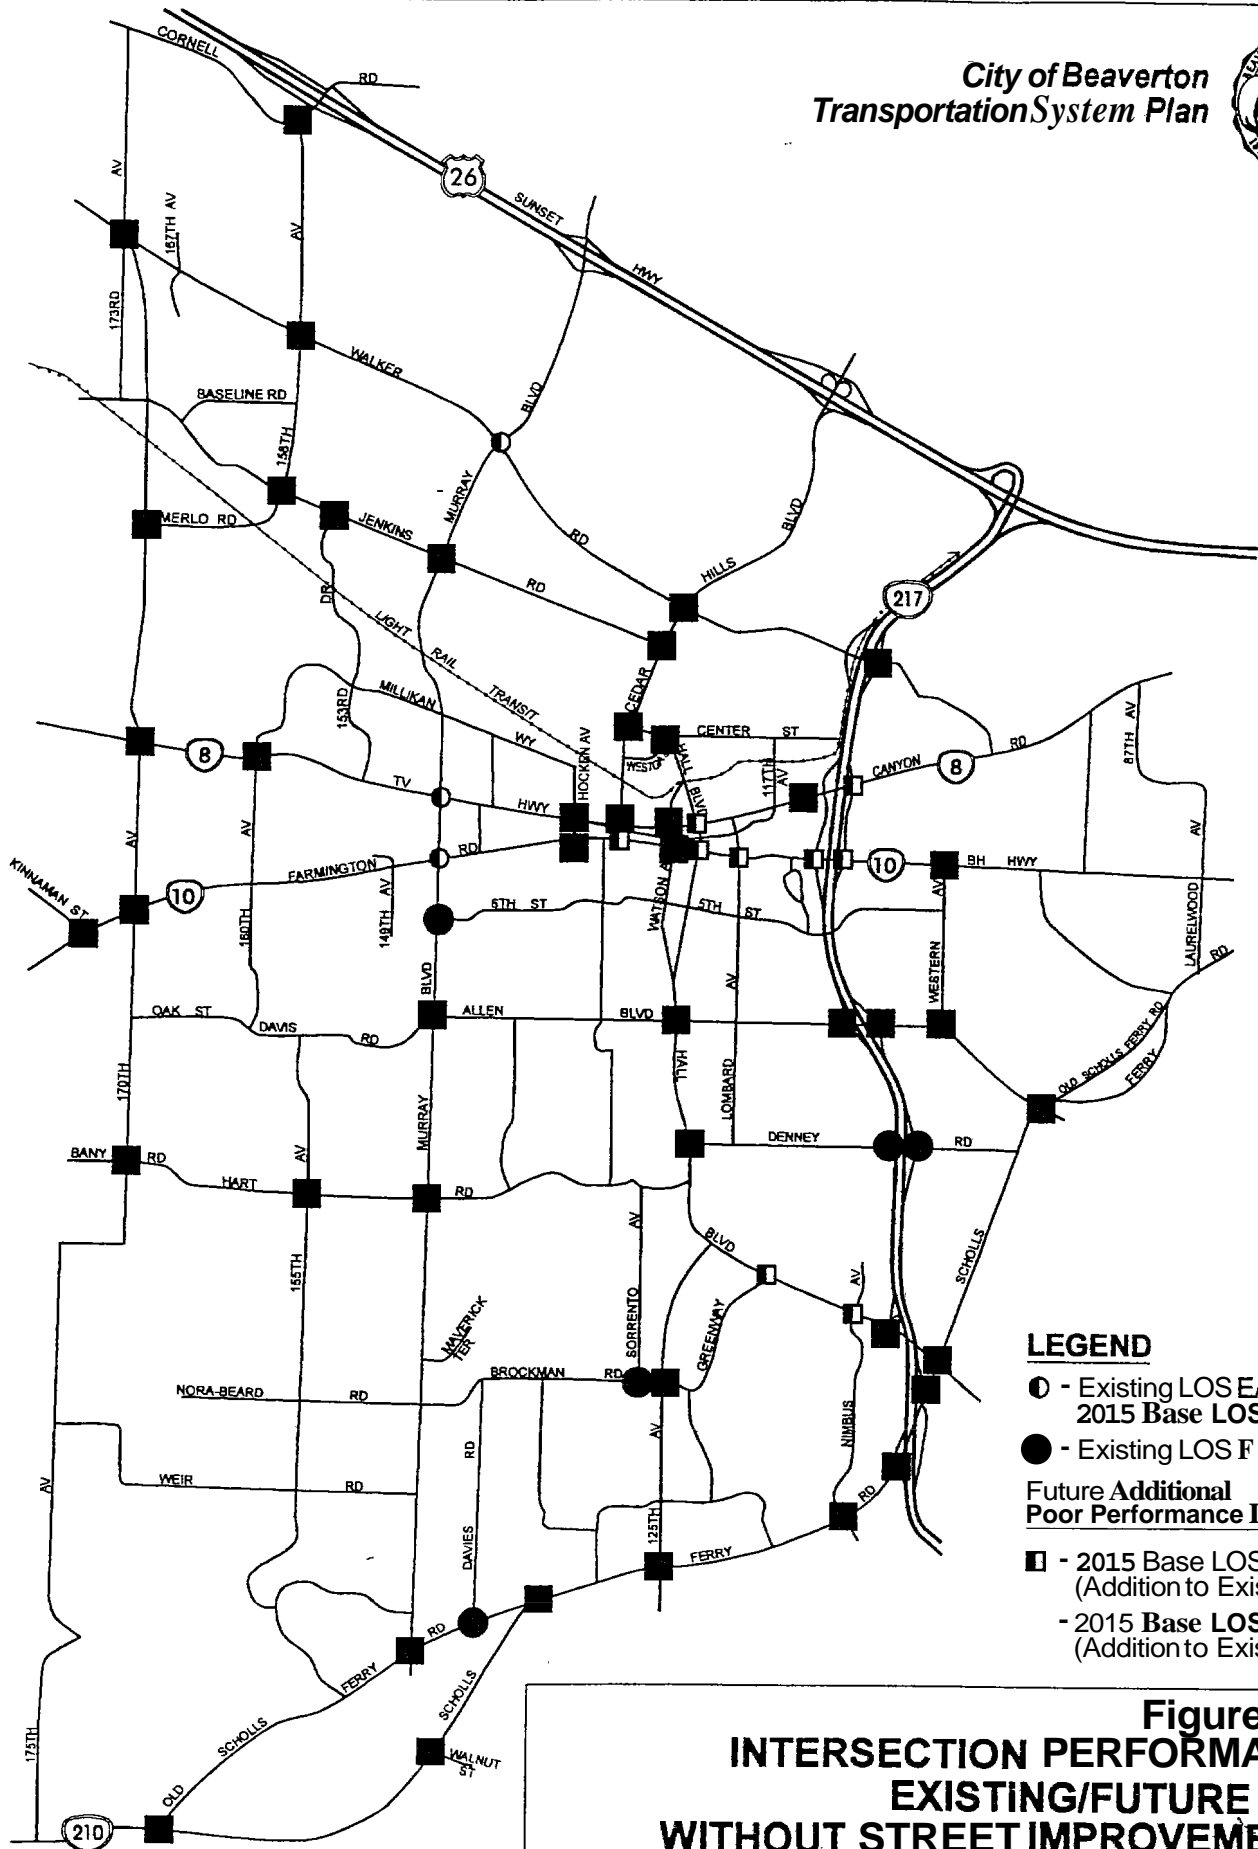 City of Beaverton
Transportation System Plan
CORNELL
RD
AV
26
SUNSET
HWY
AV
167TH AV
173RD
WALKER
BLVD
BASELINE RD
158TH
MURRAY
BLVD
MERLO RD
JENKINS
RD
RD
HILLS
217
DR
LIGHT
RAIL
TRANSIT
CEDAR
MILLIKAN
WY
153RD
HOCKEN AV
CENTER ST
HALL BLVD
117TH AV
CANYON
8
RD
87TH AV
8
TV
HWY
AV
AV
FARMINGTON
RD
10
KINNAMAN ST
10
BH HWY
AV
160TH
149TH AV
6TH ST
5TH ST
WATSON
WESTERN
AV
LAURELWOOD
AV
RD
BLVD
OAK ST
DAVIS
RD
ALLEN
BLVD
HALL
LOMBARD
OLD SCHOLLS FERRY RD
FERRY
170TH
MURRAY
DENNEY
RD
BANY RD
AV
HART
RD
AV
BLVD
155TH
SCHOLLS
MAVERICK
TER
SORRENTO
GREENWAY
AV
NORA-BEARD
RD
BROCKMAN
RD
AV
NIMBUS
AV
WEIR
RD
RD
DAVIES
125TH
FERRY
RD
RD
FERRY
SCHOLLS
175TH
SCHOLLS
OLD
WALNUT
ST
210
LEGEND
- Existing LOS E/
2015 Base LOS
- Existing LOS F
Future Additional
Poor Performance
- 2015 Base LOS
(Addition to Exis
- 2015 Base LOS
(Addition to Exis
Figure
INTERSECTION PERFORMA
EXISTING/FUTURE
WITHOUT STREET IMPROVEME